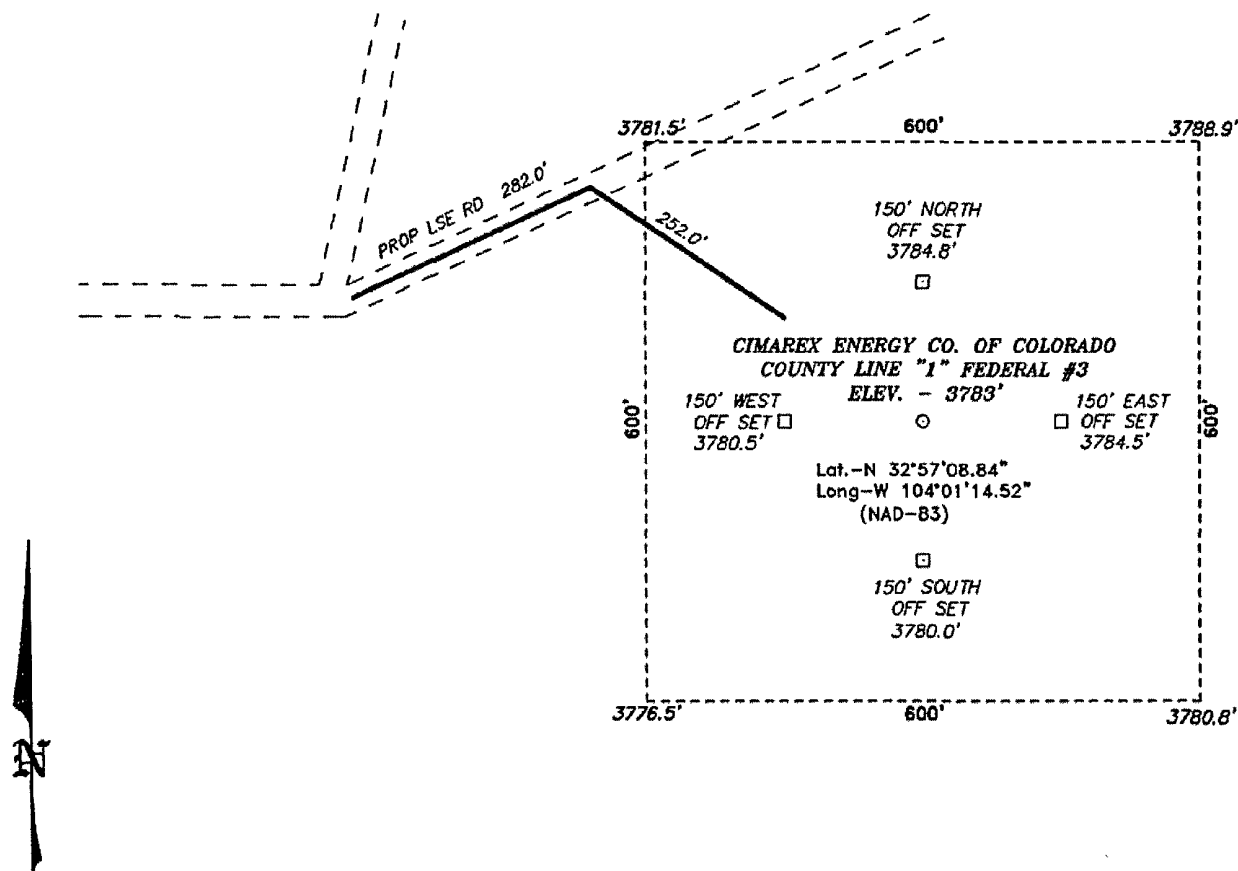 3781.5'
600'
3788.9'
PROP LSE RD 282.0'
252.0'
150' NORTH
OFF SET
3784.8'
CIMAREX ENERGY CO. OF COLORADO
COUNTY LINE "1" FEDERAL #3
ELEV. - 3783'
600'
150' WEST
OFF SET
3780.5'
150' EAST
OFF SET
3784.5'
600'
Lat.-N 32°57'08.84"
Long-W 104°01'14.52"
(NAD-83)
150' SOUTH
OFF SET
3780.0'
3776.5'
600'
3780.8'
N